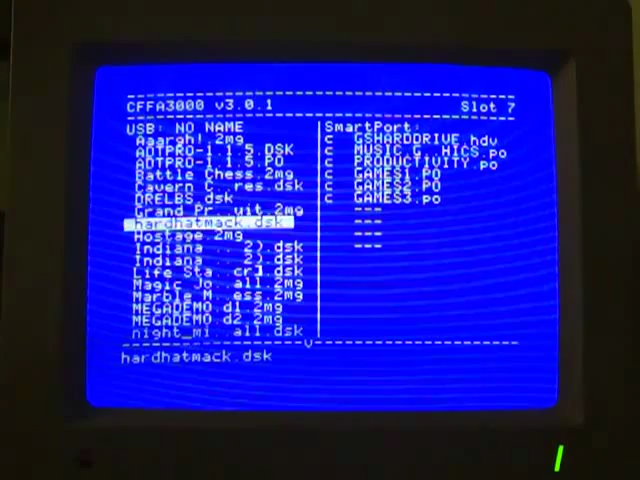 CFFA3000 v3.0.1 Slot 7
USB: NO NAME
Aaargh!.2mg
ADTPRO-1.1.5.DSK
ADTPRO-1.1.5.PO
Battle Chess.2mg
Cavern C..res.dsk
DRELBS.dsk
Grand Pr..uit.2mg
hardhatmack.dsk
Hostage.2mg
Indiana ..2).dsk
Indiana ..2).dsk
Life Sta..cr].dsk
Magic Jo..all.2mg
Marble M..ess.2mg
MEGADEMO.d1.2mg
MEGADEMO.d2.2mg
night_mi..all.dsk
SmartPort:
c GSHARDDRIVE.hdv
c MUSIC.G..HICS.po
c PRODUCTIVITY.po
c GAMES1.PO
c GAMES2.PO
c GAMES3.po
---
---
---
---
hardhatmack.dsk